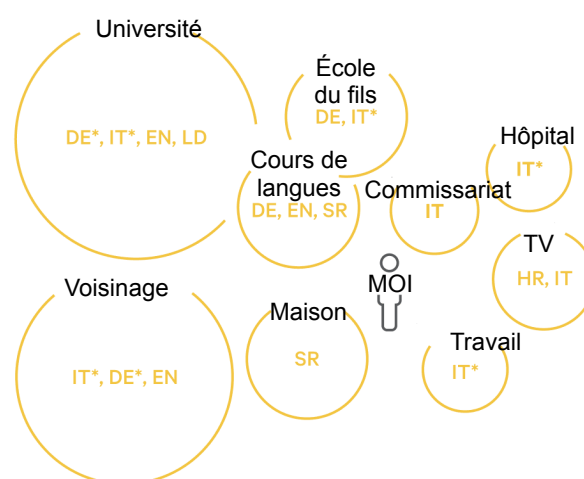 Université
DE*, IT*, EN, LD
École
du fils
DE, IT*
Cours de
langues
DE, EN, SR
Commissariat
IT
Hôpital
IT*
TV
HR, IT
MOI
Voisinage
IT*, DE*, EN
Maison
SR
Travail
IT*